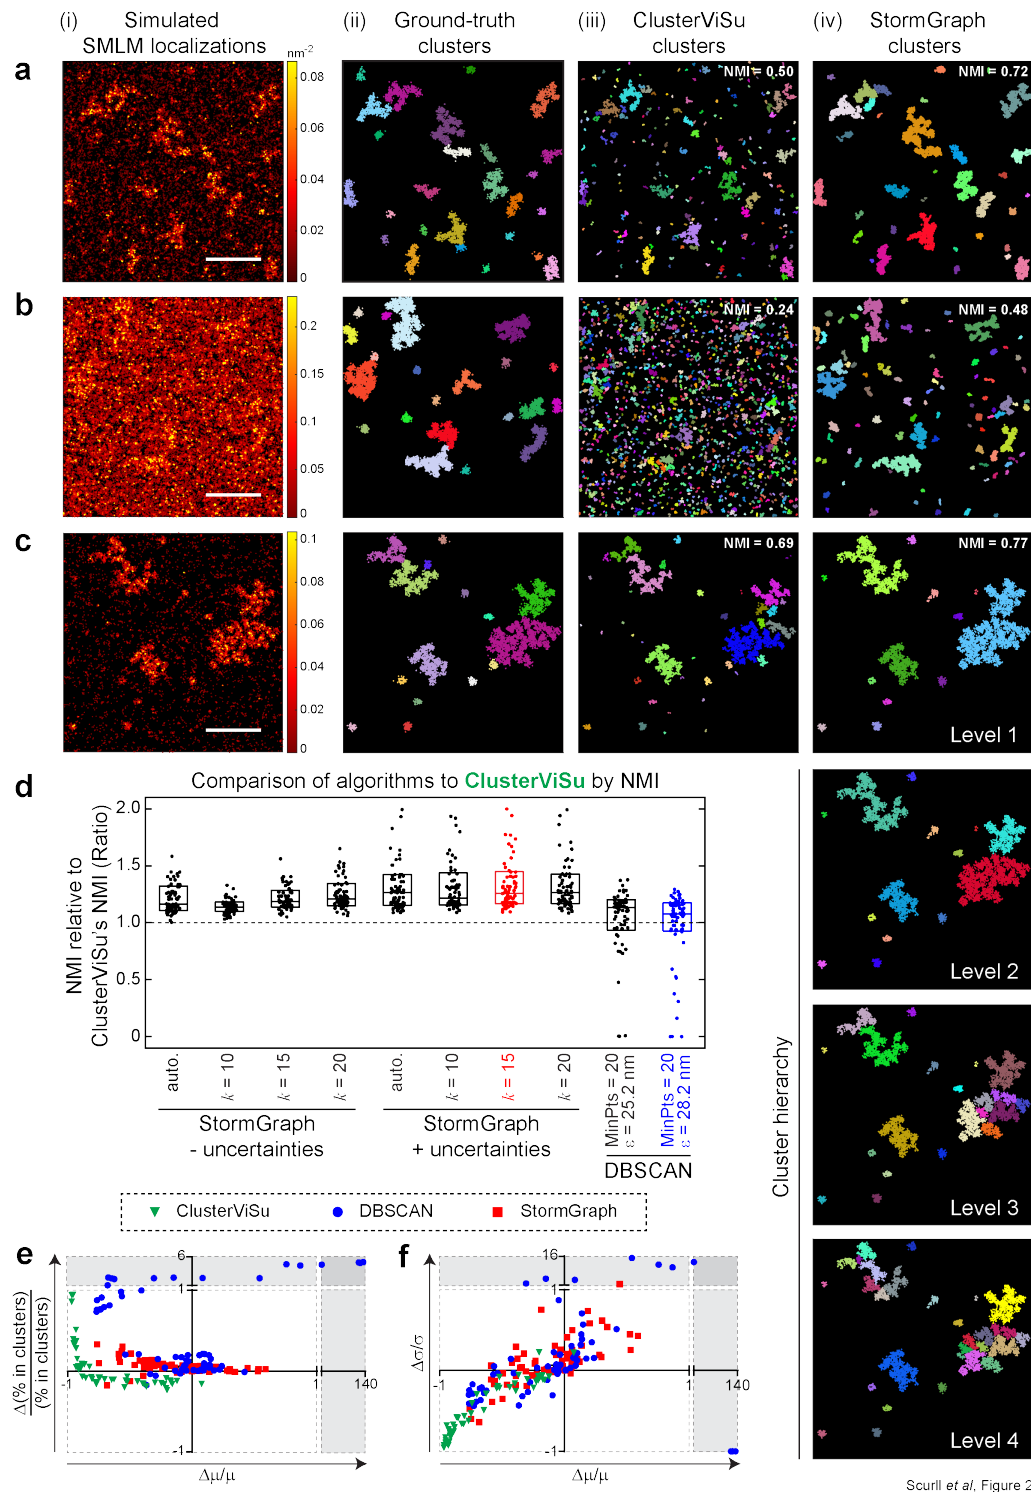 (i) Simulated SMLM localizations
(ii) Ground-truth clusters
(iii) ClusterViSu clusters
(iv) StormGraph clusters
a
nm-2
0.08
0.06
0.04
0.02
0
NMI = 0.50
NMI = 0.72
b
0.2
0.15
0.1
0.05
0
NMI = 0.24
NMI = 0.48
c
0.1
0.08
0.06
0.04
0.02
0
NMI = 0.69
NMI = 0.77
Level 1
d
Comparison of algorithms to ClusterViSu by NMI
NMI relative to
ClusterViSu's NMI (Ratio)
2.0
1.5
1.0
0.5
0
auto.
k = 10
k = 15
k = 20
auto.
k = 10
k = 15
k = 20
MinPts = 20
ε = 25.2 nm
MinPts = 20
ε = 28.2 nm
StormGraph
- uncertainties
StormGraph
+ uncertainties
DBSCAN
Cluster hierarchy
Level 2
Level 3
Level 4
ClusterViSu
DBSCAN
StormGraph
e
Δ(% in clusters)
(% in clusters)
6
1
-1
1
140
-1
Δμ/μ
f
Δσ/σ
16
1
-1
1
140
-1
Δμ/μ
Scurll et al, Figure 2